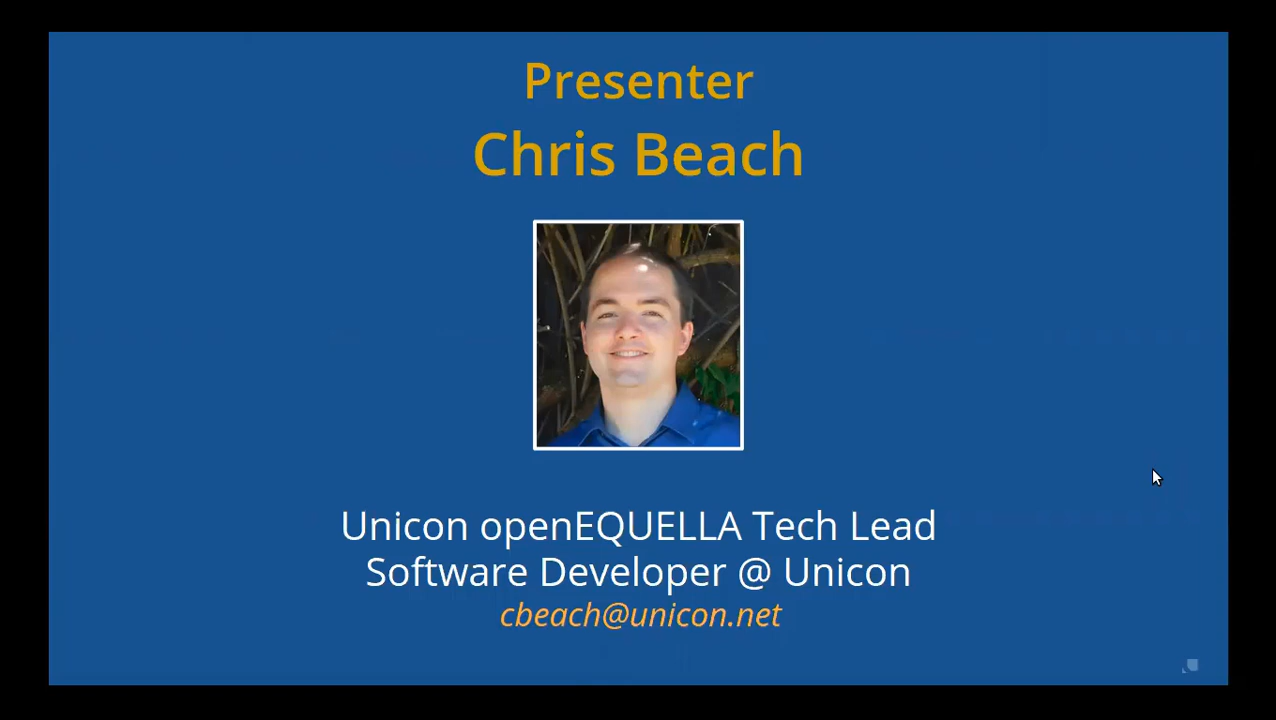 Presenter
Chris Beach
Unicon openEQUELLA Tech Lead
Software Developer @ Unicon
cbeach@unicon.net